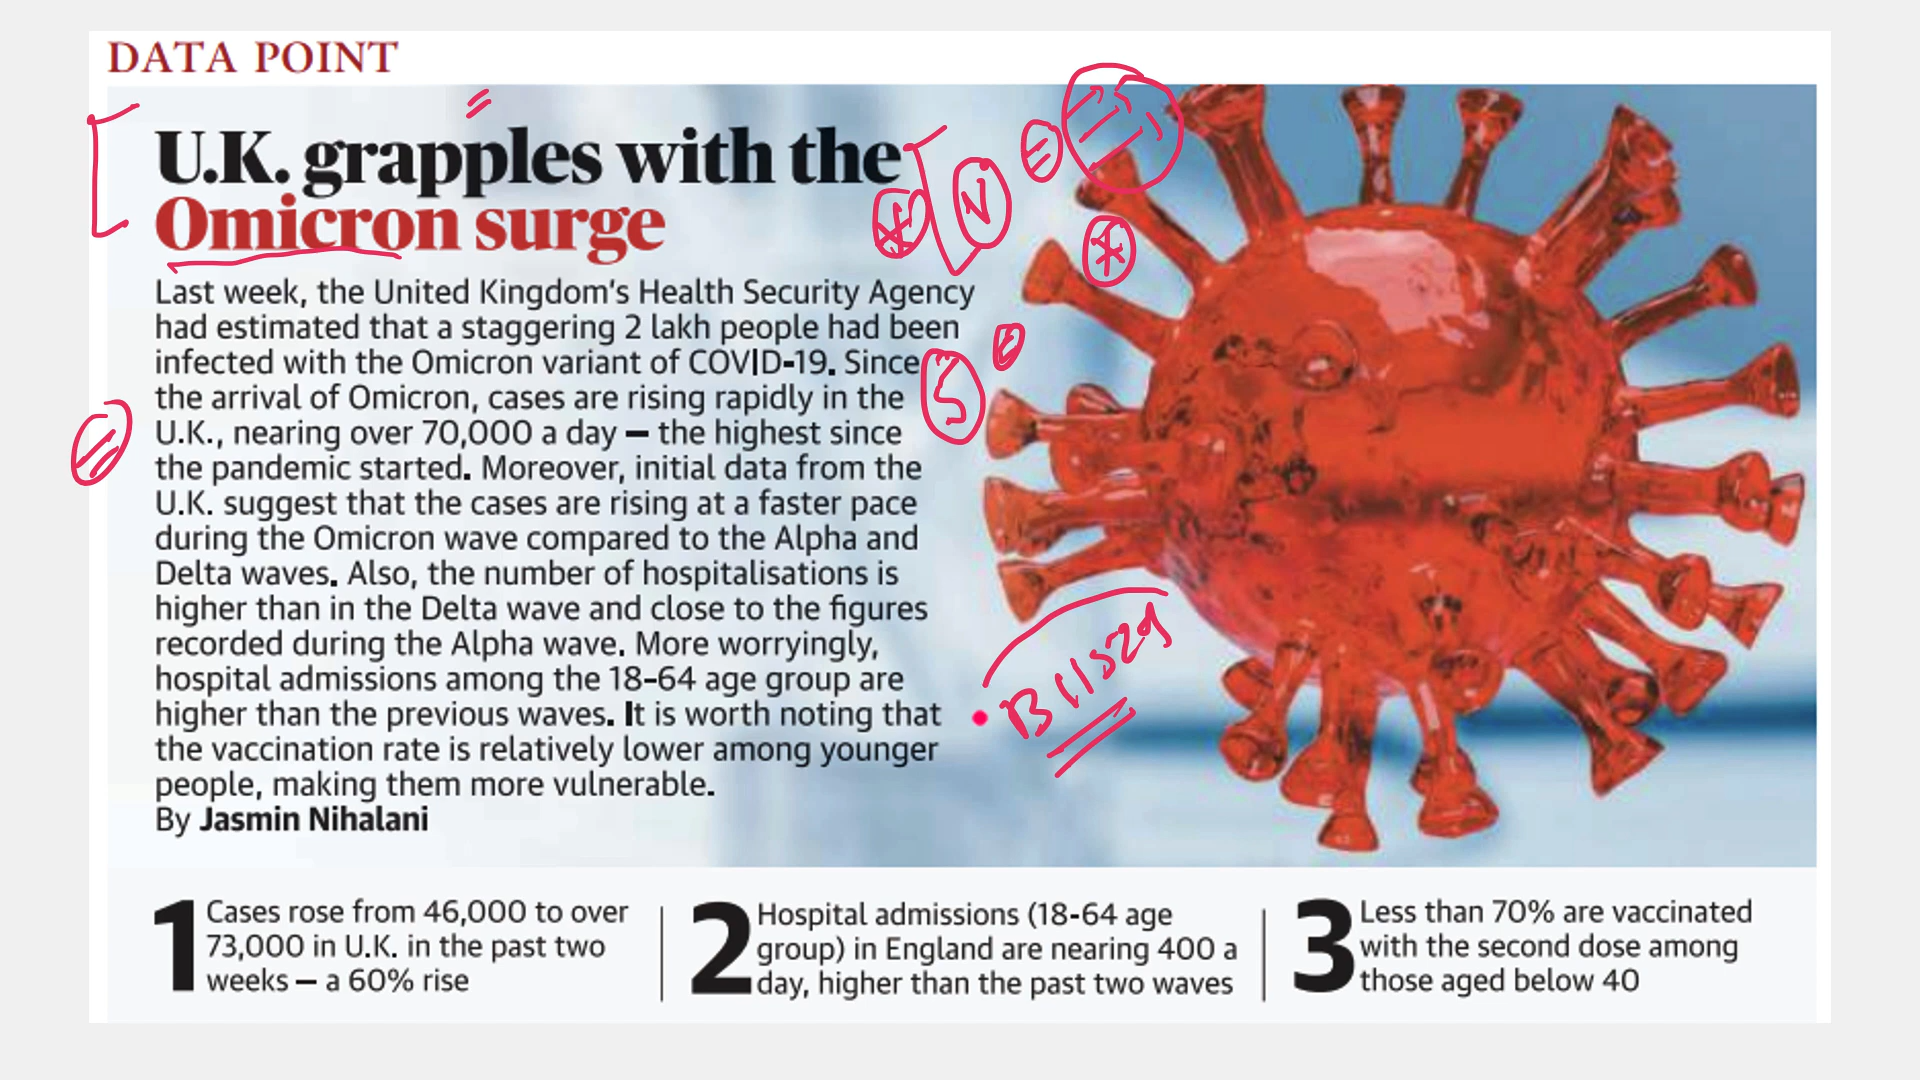 DATA POINT
U.K. grapples with the
Omicron surge
Last week, the United Kingdom's Health Security Agency
had estimated that a staggering 2 lakh people had been
infected with the Omicron variant of COVID-19. Since
the arrival of Omicron, cases are rising rapidly in the
U.K., nearing over 70,000 a day — the highest since
the pandemic started. Moreover, initial data from the
U.K. suggest that the cases are rising at a faster pace
during the Omicron wave compared to the Alpha and
Delta waves. Also, the number of hospitalisations is
higher than in the Delta wave and close to the figures
recorded during the Alpha wave. More worryingly,
hospital admissions among the 18-64 age group are
higher than the previous waves. It is worth noting that
the vaccination rate is relatively lower among younger
people, making them more vulnerable.
By Jasmin Nihalani
N
S
B11529
1 Cases rose from 46,000 to over
73,000 in U.K. in the past two
weeks — a 60% rise
2 Hospital admissions (18-64 age
group) in England are nearing 400 a
day, higher than the past two waves
3 Less than 70% are vaccinated
with the second dose among
those aged below 40